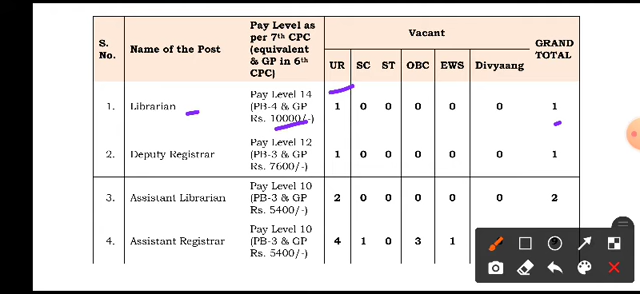 S. No.
Name of the Post
Pay Level as per 7th CPC (equivalent & GP in 6th CPC)
Vacant
GRAND TOTAL
UR SC ST OBC EWS Divyaang
1. Librarian Pay Level 14 (PB-4 & GP Rs. 10000/-) 1 0 0 0 0 0 1
2. Deputy Registrar Pay Level 12 (PB-3 & GP Rs. 7600/-) 1 0 0 0 0 0 1
3. Assistant Librarian Pay Level 10 (PB-3 & GP Rs. 5400/-) 2 0 0 0 0 0 2
4. Assistant Registrar Pay Level 10 (PB-3 & GP Rs. 5400/-) 4 1 0 3 1